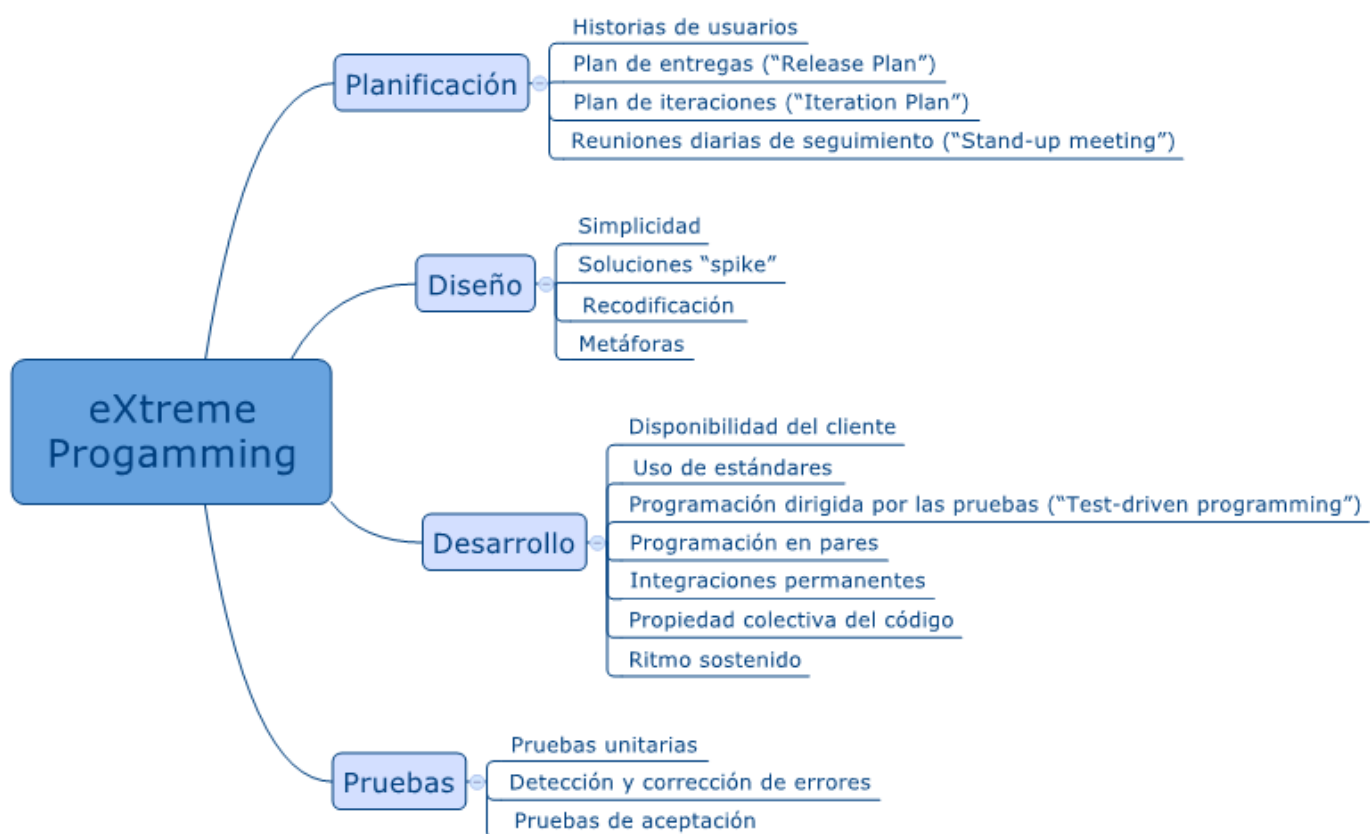 Historias de usuarios
Plan de entregas (“Release Plan”)
Planificación
Plan de iteraciones (“Iteration Plan”)
Reuniones diarias de seguimiento (“Stand-up meeting”)
Simplicidad
Soluciones “spike”
Diseño
Recodificación
Metáforas
eXtreme
Progamming
Disponibilidad del cliente
Uso de estándares
Programación dirigida por las pruebas (“Test-driven programming”)
Desarrollo
Programación en pares
Integraciones permanentes
Propiedad colectiva del código
Ritmo sostenido
Pruebas unitarias
Pruebas
Detección y corrección de errores
Pruebas de aceptación